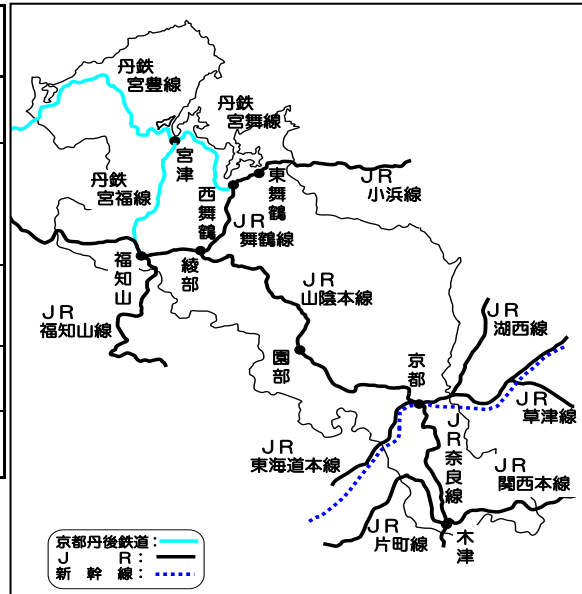 丹鉄
宮豊線
丹鉄
宮舞線
宮津
丹鉄
宮福線
西舞鶴
東舞鶴
JR
小浜線
JR
舞鶴線
福知山
綾部
JR
山陰本線
JR
福知山線
園部
京都
JR
湖西線
JR
草津線
JR
東海道本線
JR奈良線
JR
関西本線
JR
片町線
木津
京都丹後鉄道:
J R:
新幹線: